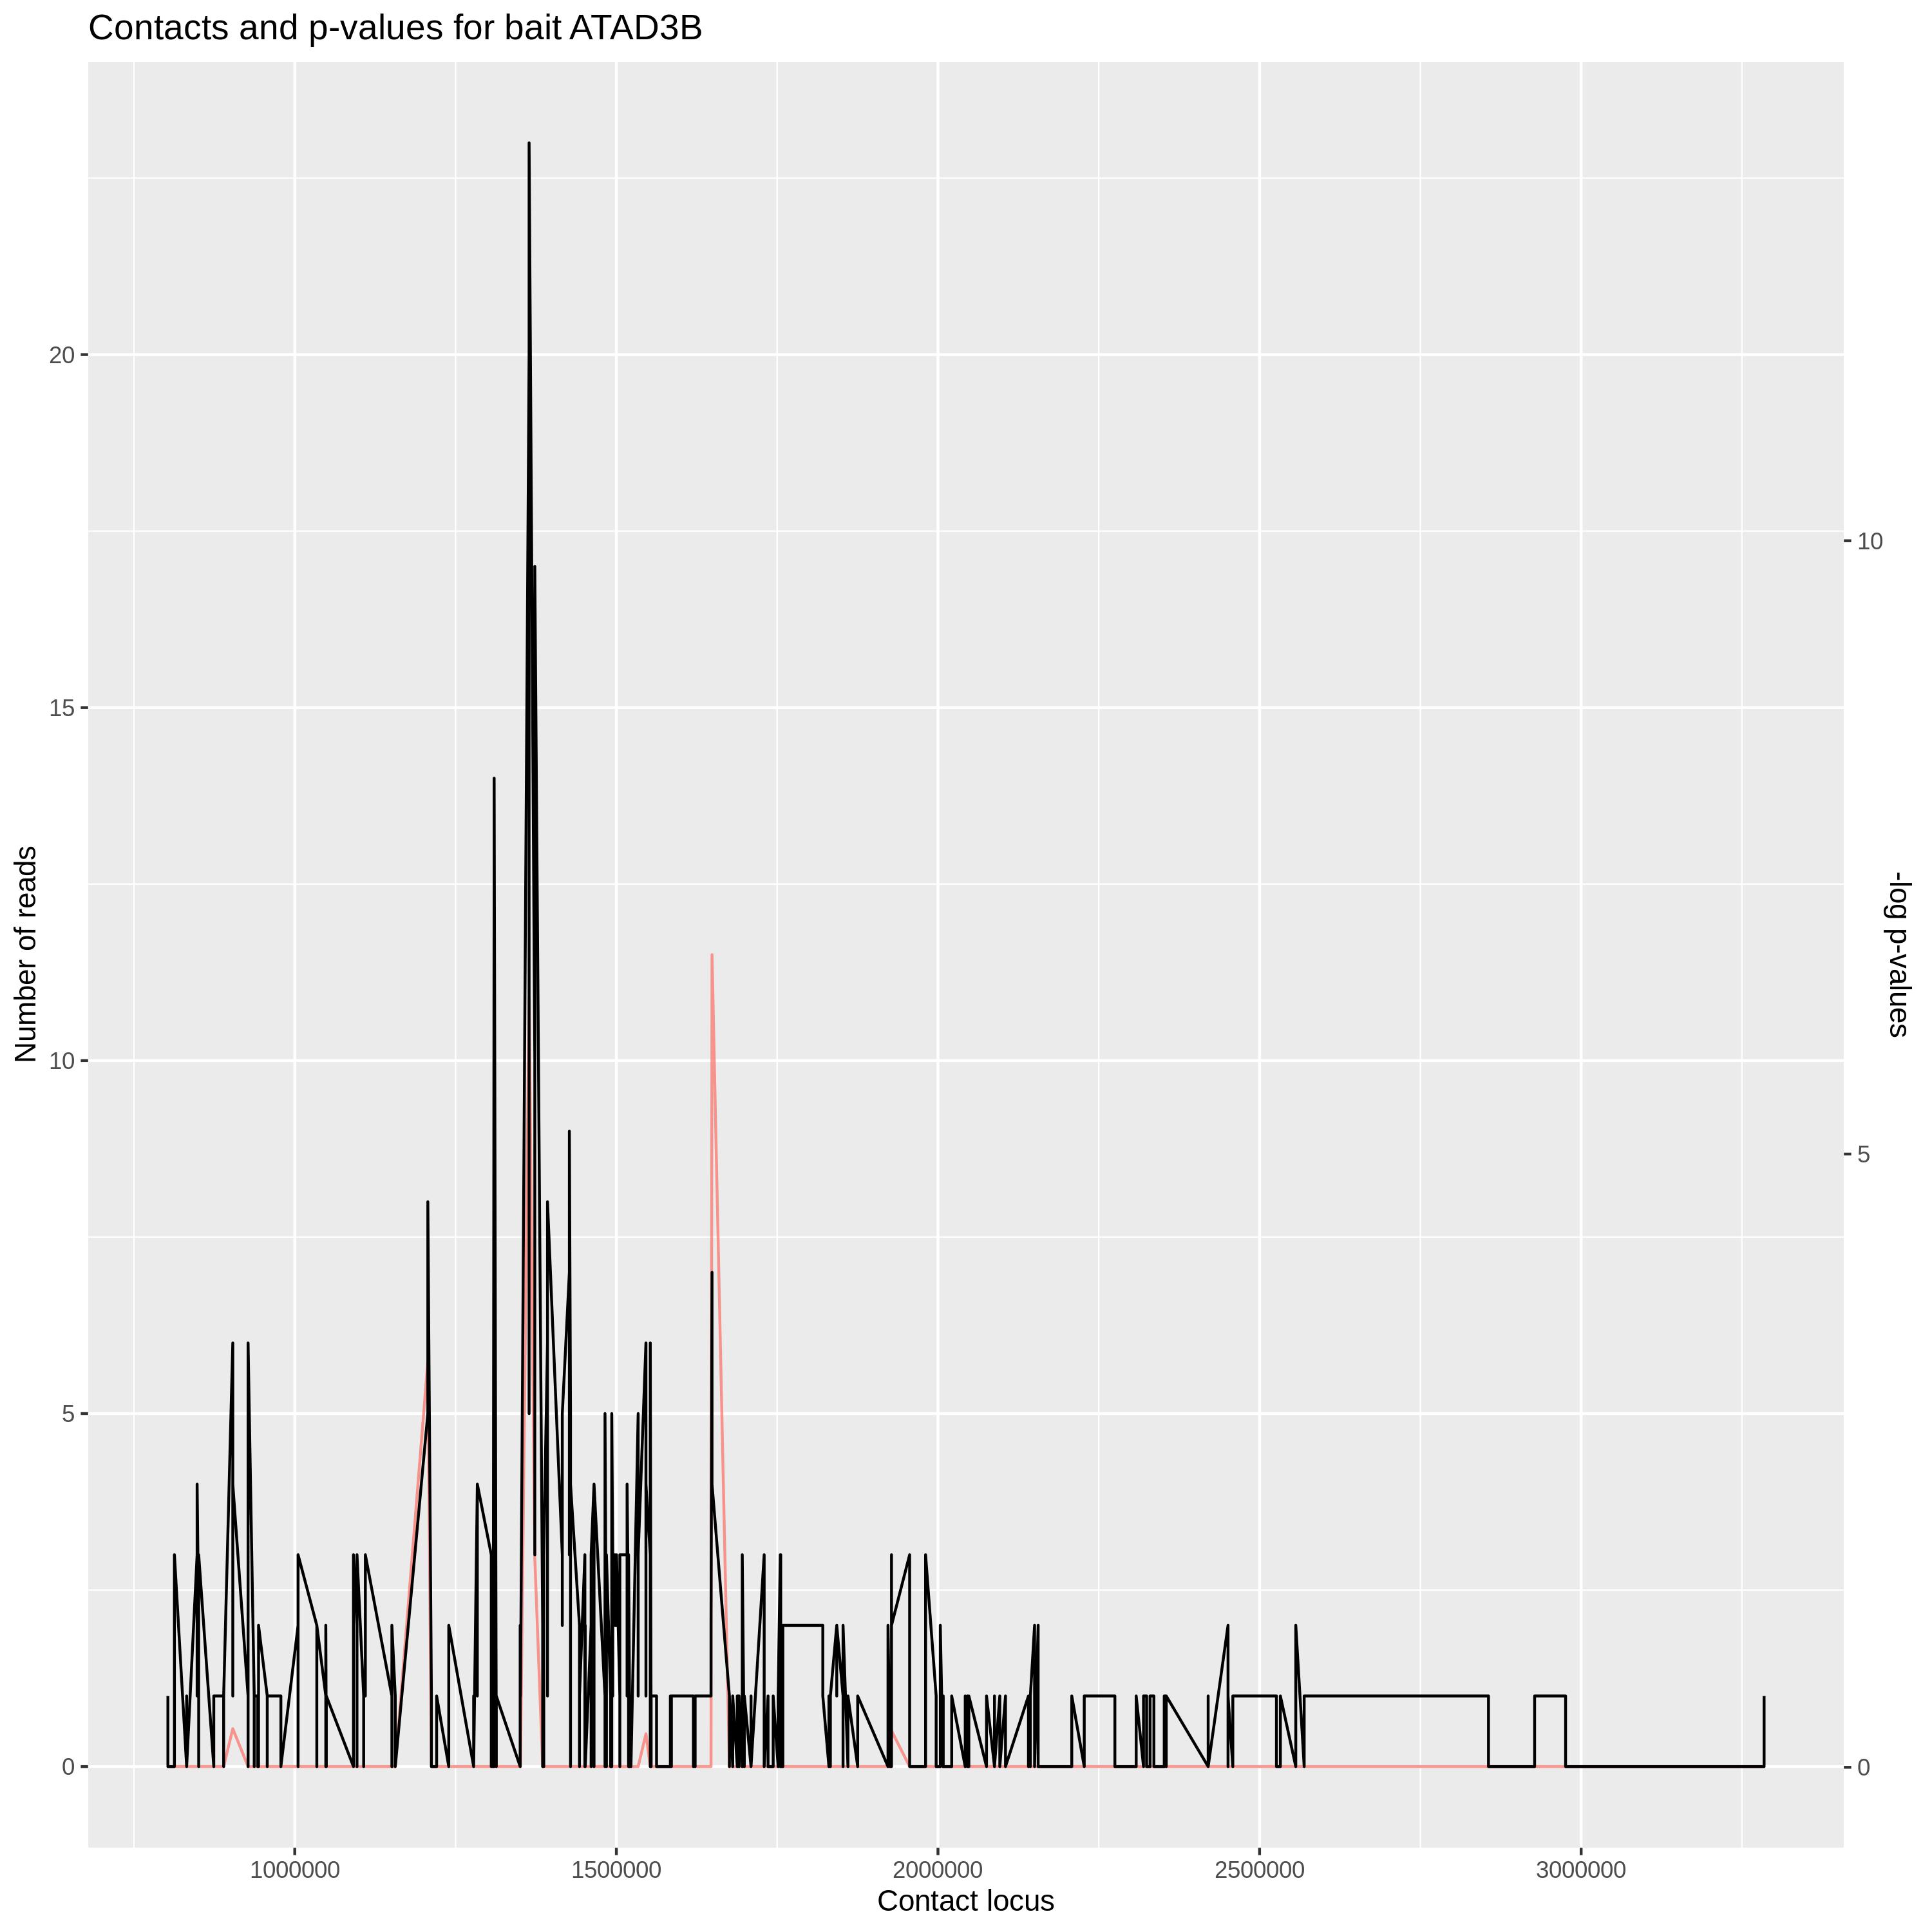 Contacts and p-values for bait ATAD3B
20
15
10
5
0
Number of reads
10
5
0
-log p-values
1000000 1500000 2000000 2500000 3000000
Contact locus